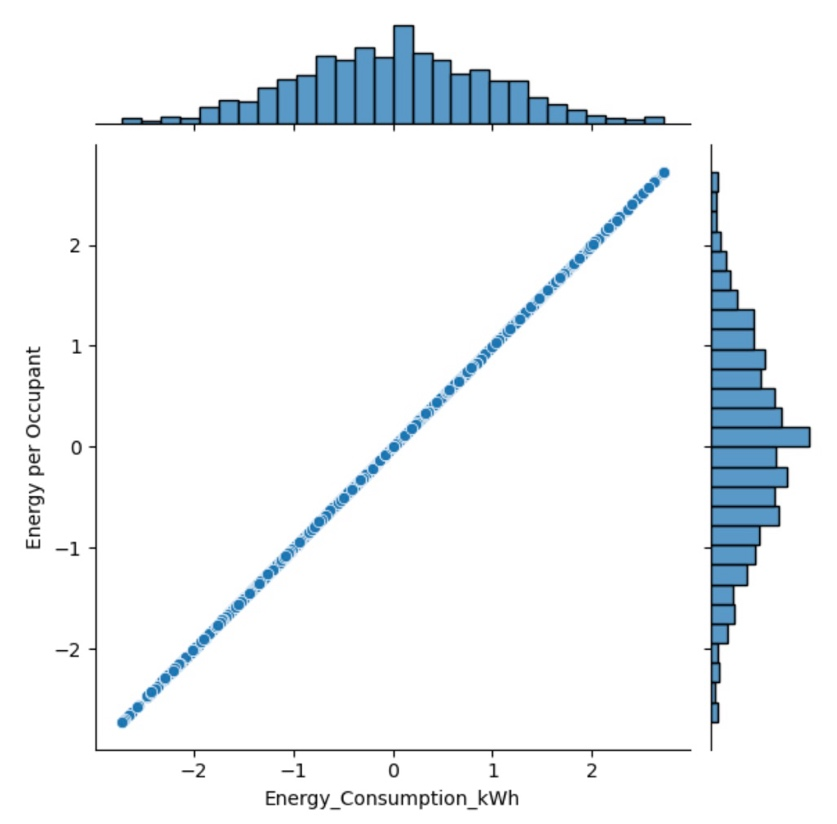 2
1
0
−1
−2
Energy per Occupant
−2 −1 0 1 2
Energy_Consumption_kWh